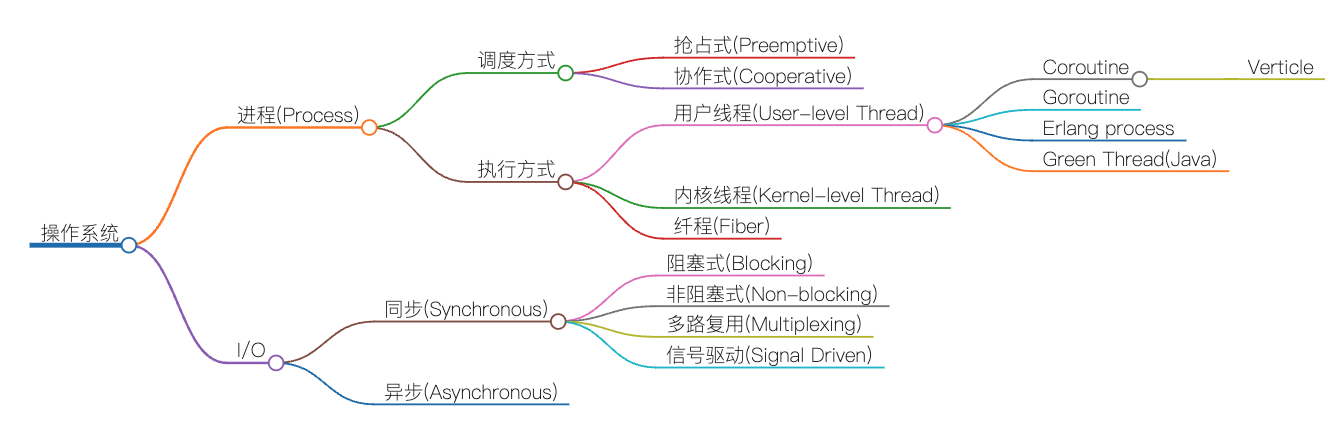 操作系统
进程(Process)
调度方式
抢占式(Preemptive)
协作式(Cooperative)
执行方式
用户线程(User-level Thread)
Coroutine
Verticle
Goroutine
Erlang process
Green Thread(Java)
内核线程(Kernel-level Thread)
纤程(Fiber)
I/O
同步(Synchronous)
阻塞式(Blocking)
非阻塞式(Non-blocking)
多路复用(Multiplexing)
信号驱动(Signal Driven)
异步(Asynchronous)